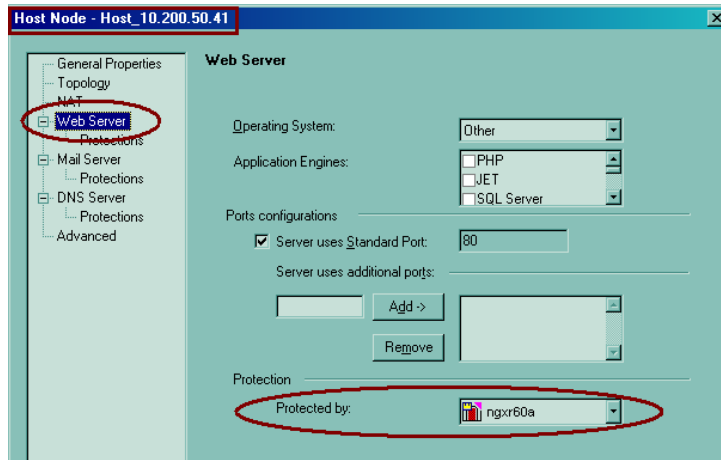 Host Node - Host_10.200.50.41
General Properties
Topology
NAT
Web Server
Protections
Mail Server
Protections
DNS Server
Protections
Advanced
Web Server
Operating System:
Other
Application Engines:
PHP
JET
SQL Server
Ports configurations
Server uses Standard Port:
80
Server uses additional ports:
Add ->
Remove
Protection
Protected by:
ngxr60a